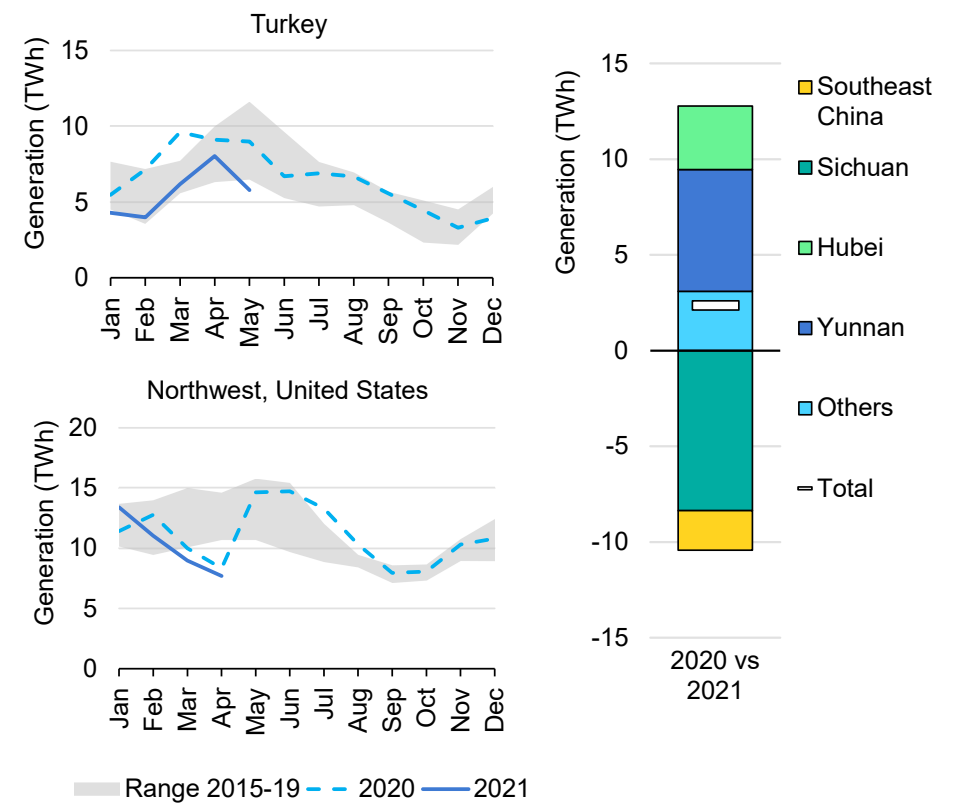 Turkey
Generation (TWh)
15
10
5
0
Jan
Feb
Mar
Apr
May
Jun
Jul
Aug
Sep
Oct
Nov
Dec
Northwest, United States
Generation (TWh)
20
15
10
5
0
Jan
Feb
Mar
Apr
May
Jun
Jul
Aug
Sep
Oct
Nov
Dec
Range 2015-19
2020
2021
Generation (TWh)
15
10
5
0
-5
-10
-15
2020 vs
2021
Southeast
China
Sichuan
Hubei
Yunnan
Others
Total